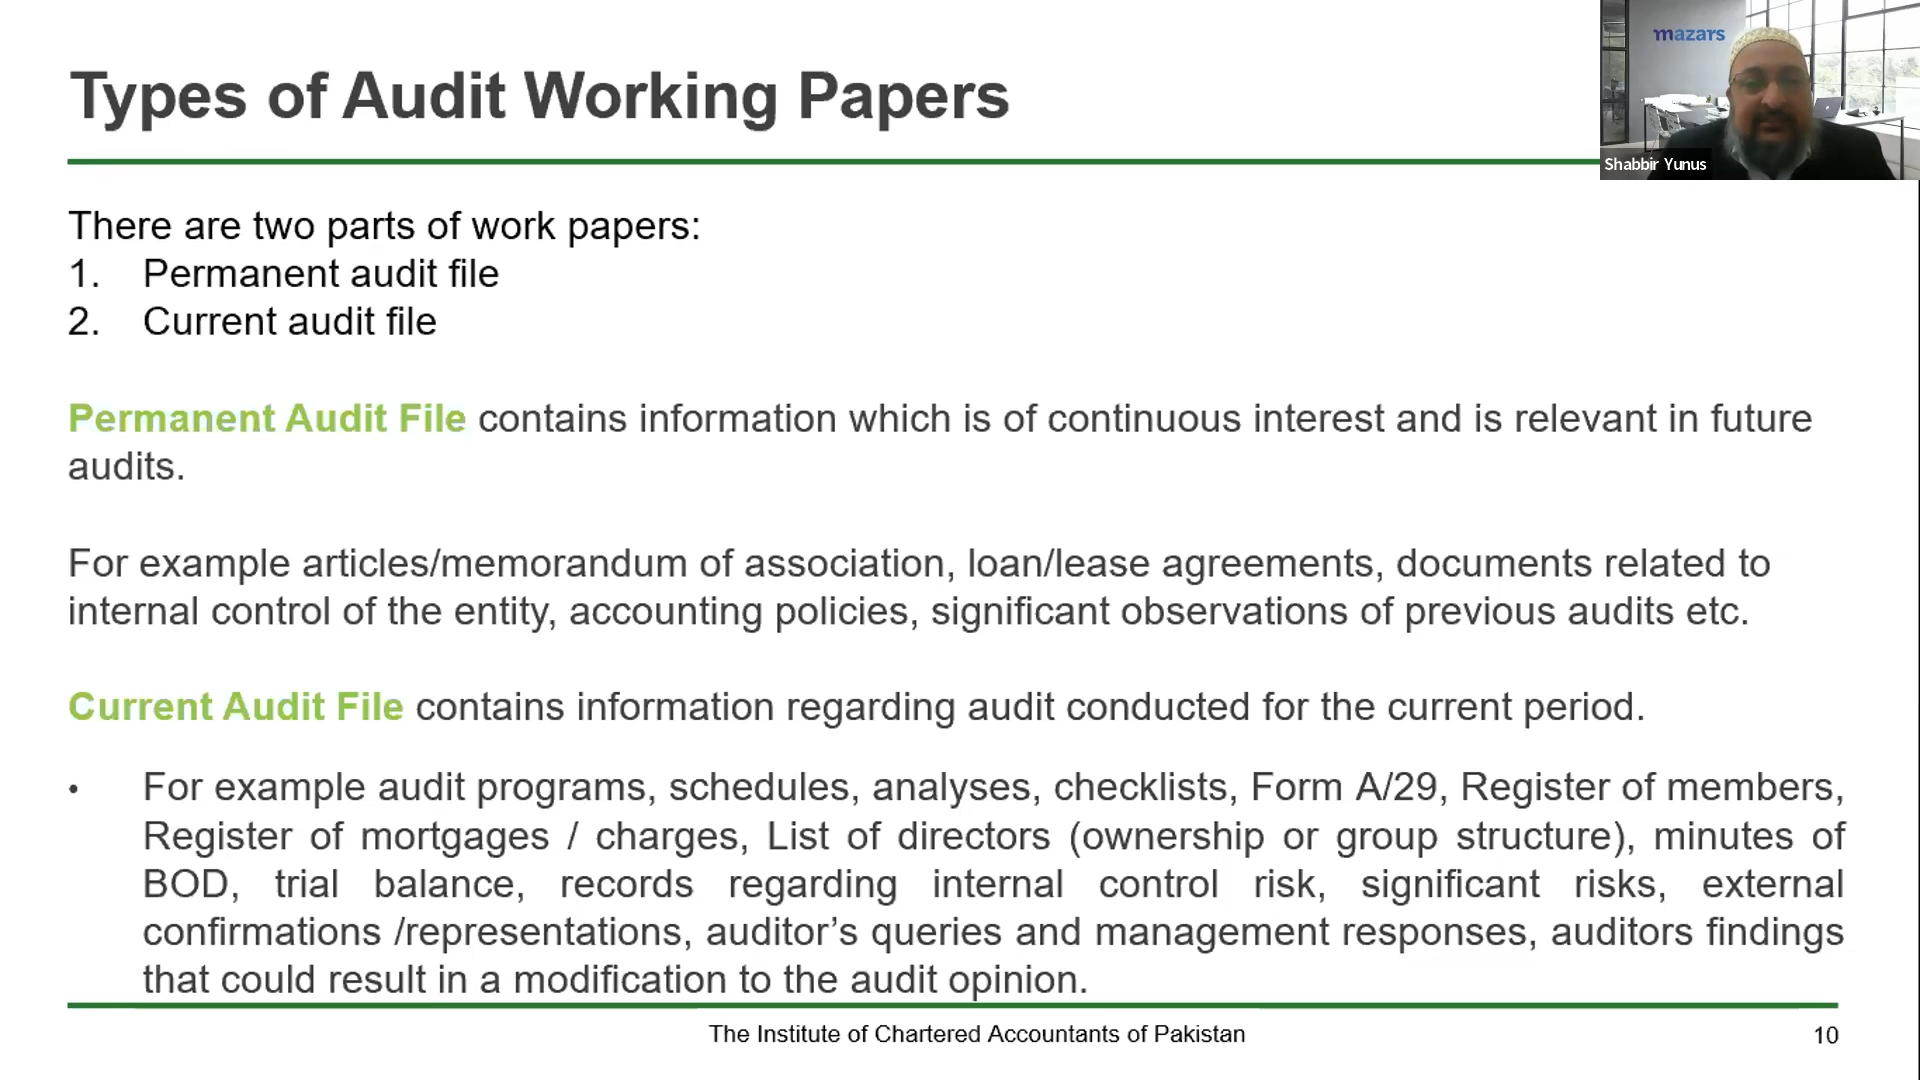 Types of Audit Working Papers
mazars
Shabbir Yunus
There are two parts of work papers:
1. Permanent audit file
2. Current audit file
Permanent Audit File contains information which is of continuous interest and is relevant in future
audits.
For example articles/memorandum of association, loan/lease agreements, documents related to
internal control of the entity, accounting policies, significant observations of previous audits etc.
Current Audit File contains information regarding audit conducted for the current period.
• For example audit programs, schedules, analyses, checklists, Form A/29, Register of members,
Register of mortgages / charges, List of directors (ownership or group structure), minutes of
BOD, trial balance, records regarding internal control risk, significant risks, external
confirmations /representations, auditor’s queries and management responses, auditors findings
that could result in a modification to the audit opinion.
The Institute of Chartered Accountants of Pakistan
10